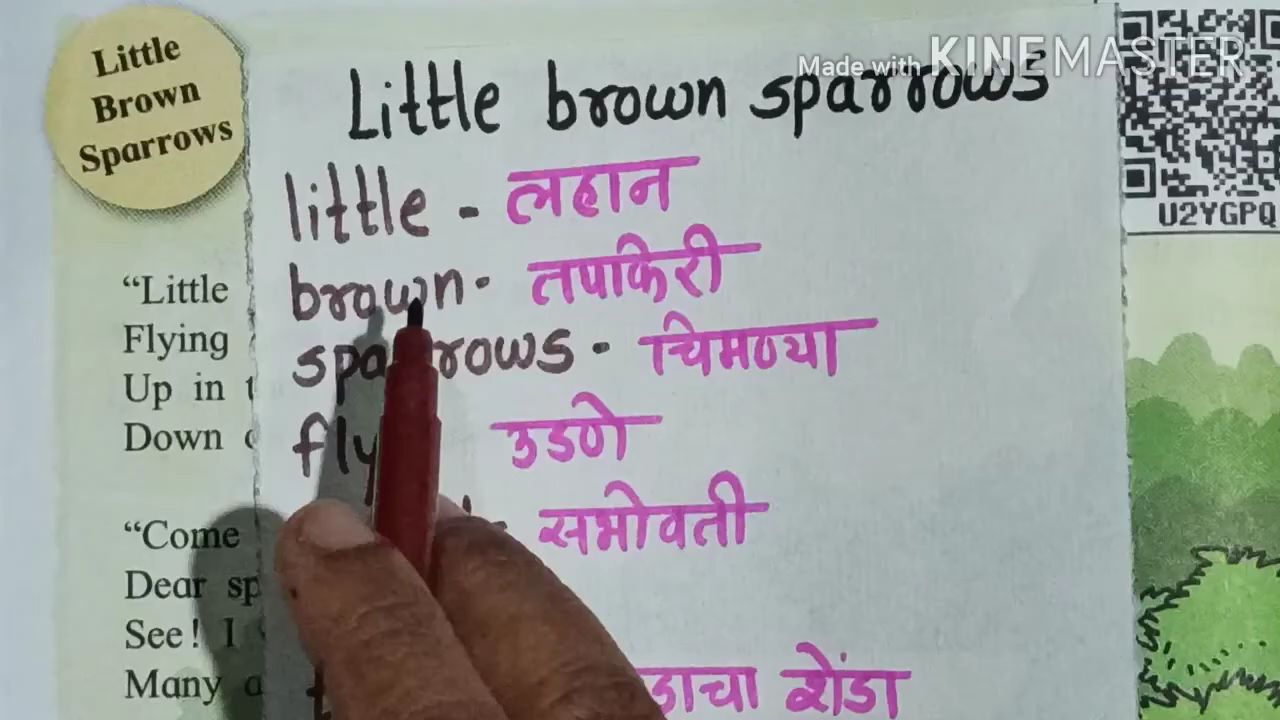 Little
Brown
Sparrows
Made with KINEMASTER
Little brown sparrows
U2YGPQ
little - लहान
brown - तपकिरी
sparrows - चिमण्या
fly उडणे
सभोवती
शेंडा
"Little
Flying
Up in
Down
"Come
Dear
See! I
Many